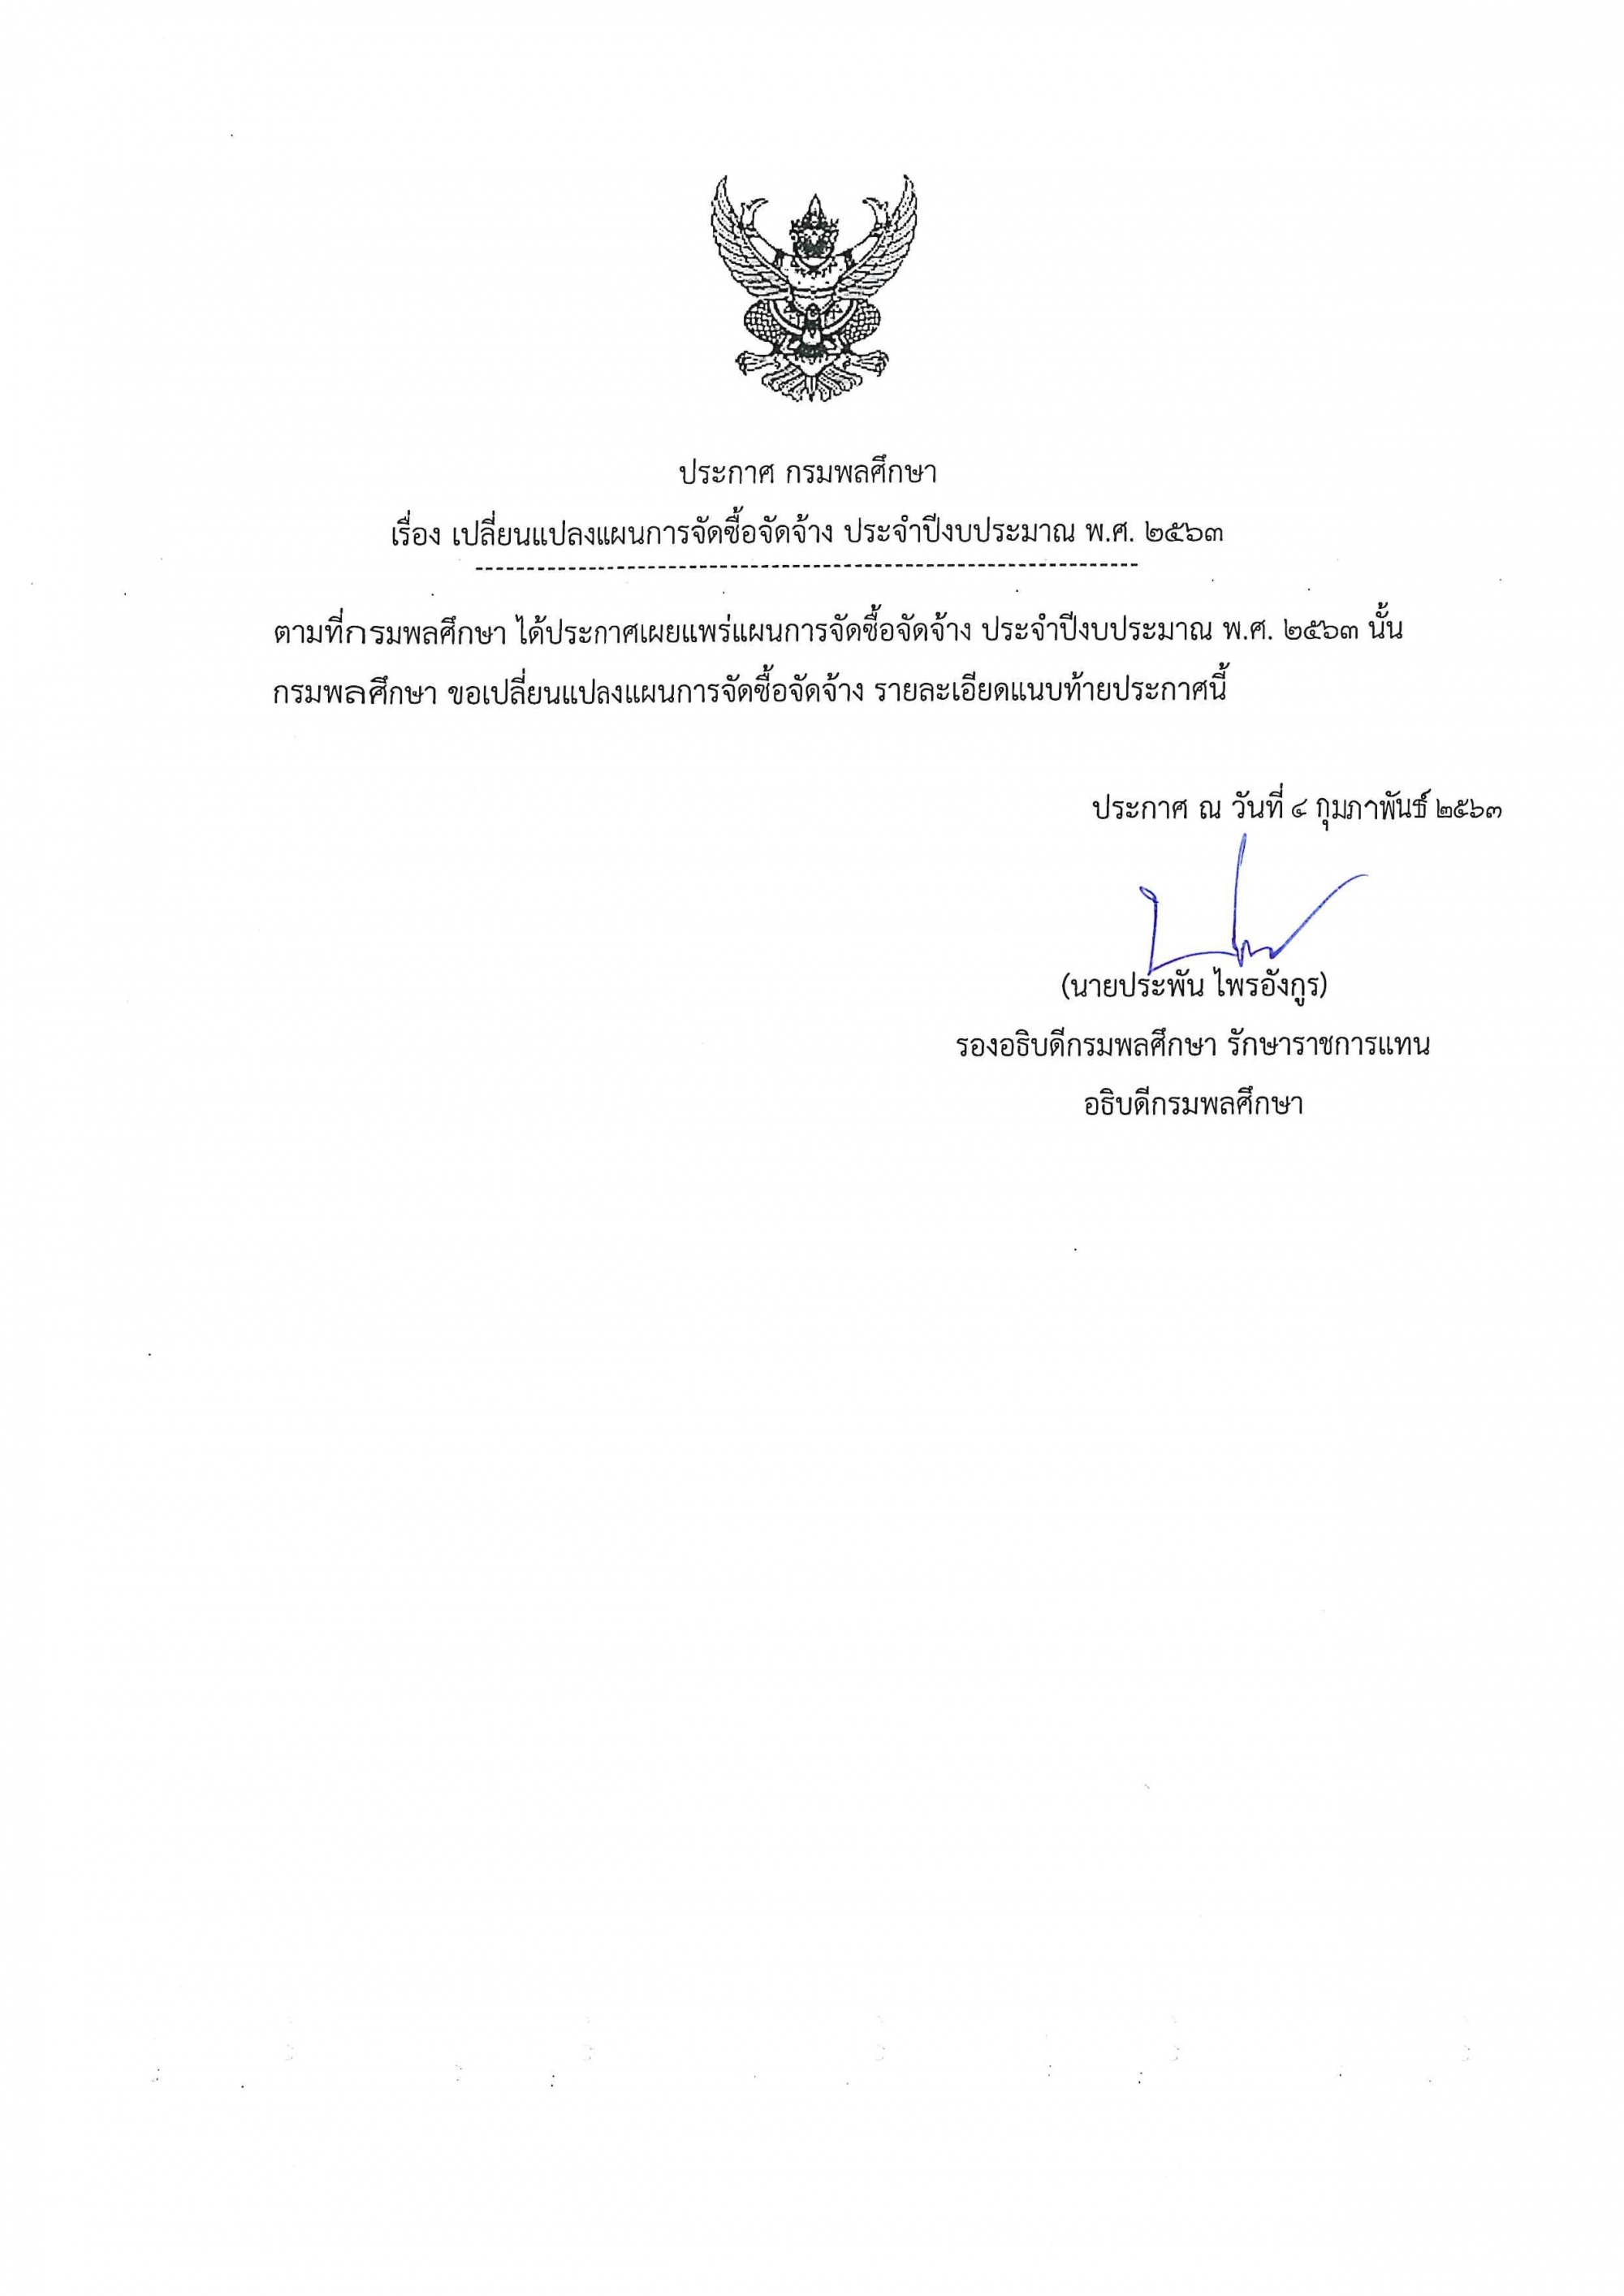 ประกาศ กรมพลศึกษา
เรื่อง เปลี่ยนแปลงแผนการจัดซื้อจัดจ้าง ประจำปีงบประมาณ พ.ศ. ๒๕๖๓
--------------------------------------------------------------------
ตามที่กรมพลศึกษา ได้ประกาศเผยแพร่แผนการจัดซื้อจัดจ้าง ประจำปีงบประมาณ พ.ศ. ๒๕๖๓ นั้น
กรมพลศึกษา ขอเปลี่ยนแปลงแผนการจัดซื้อจัดจ้าง รายละเอียดแนบท้ายประกาศนี้
ประกาศ ณ วันที่ ๔ กุมภาพันธ์ ๒๕๖๓
(นายประพัน ไพรอังกูร)
รองอธิบดีกรมพลศึกษา รักษาราชการแทน
อธิบดีกรมพลศึกษา